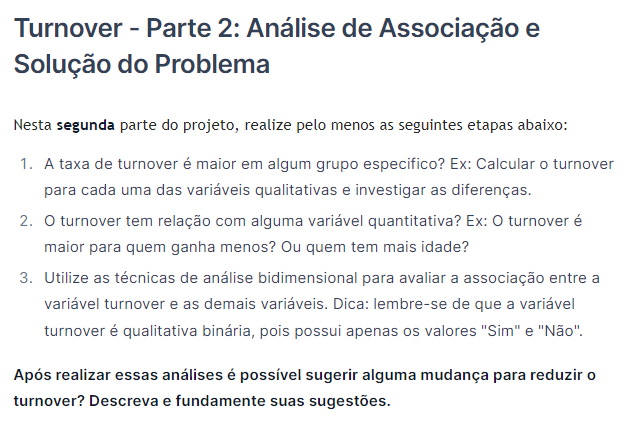 Turnover - Parte 2: Análise de Associação e
Solução do Problema
Nesta segunda parte do projeto, realize pelo menos as seguintes etapas abaixo:
1. A taxa de turnover é maior em algum grupo especifico? Ex: Calcular o turnover
para cada uma das variáveis qualitativas e investigar as diferenças.
2. O turnover tem relação com alguma variável quantitativa? Ex: O turnover é
maior para quem ganha menos? Ou quem tem mais idade?
3. Utilize as técnicas de análise bidimensional para avaliar a associação entre a
variável turnover e as demais variáveis. Dica: lembre-se de que a variável
turnover é qualitativa binária, pois possui apenas os valores "Sim" e "Não".
Após realizar essas análises é possível sugerir alguma mudança para reduzir o
turnover? Descreva e fundamente suas sugestões.